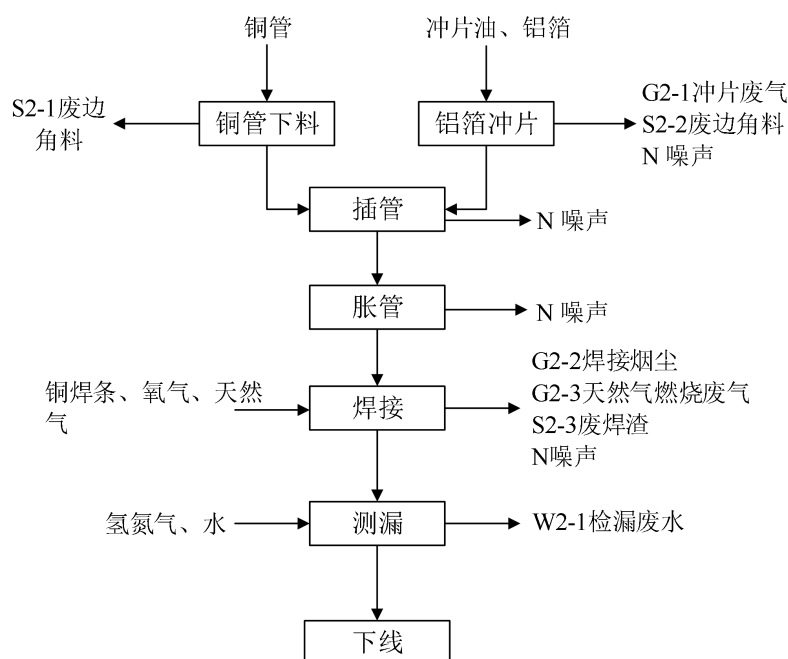 铜管
冲片油、铝箔
S2-1废边
角料
铜管下料
铝箔冲片
G2-1冲片废气
S2-2废边角料
N 噪声
插管
N 噪声
胀管
N 噪声
铜焊条、氧气、天然
气
焊接
G2-2焊接烟尘
G2-3天然气燃烧废气
S2-3废焊渣
N噪声
氢氮气、水
测漏
W2-1检漏废水
下线